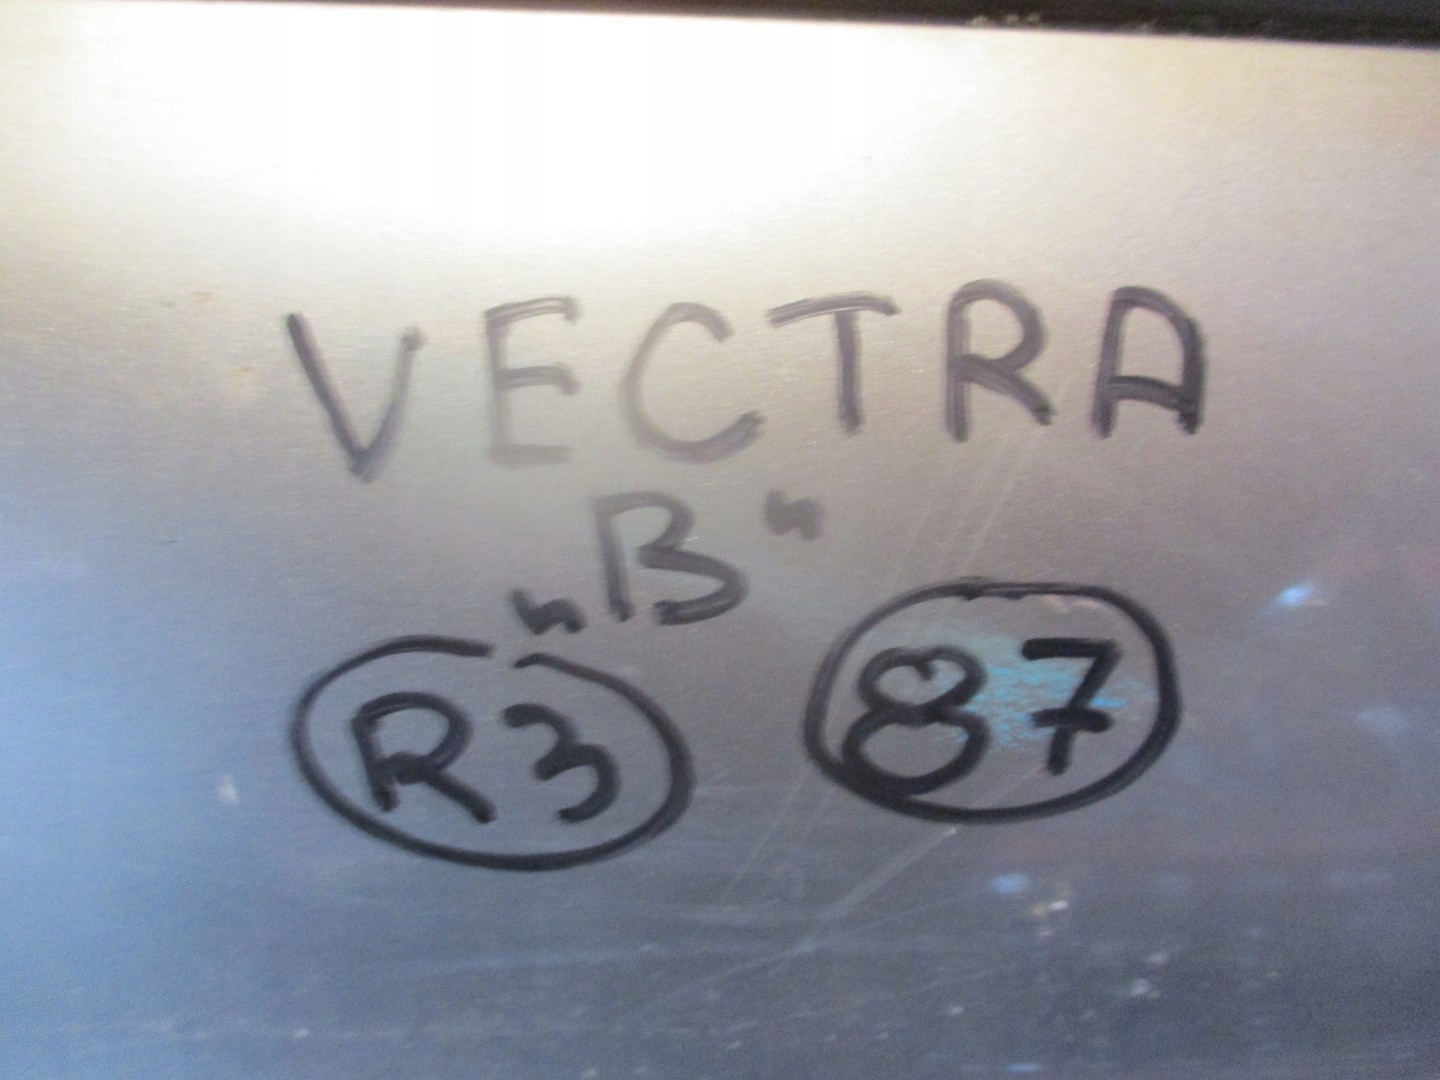 VECTRA
„B"
R3 87